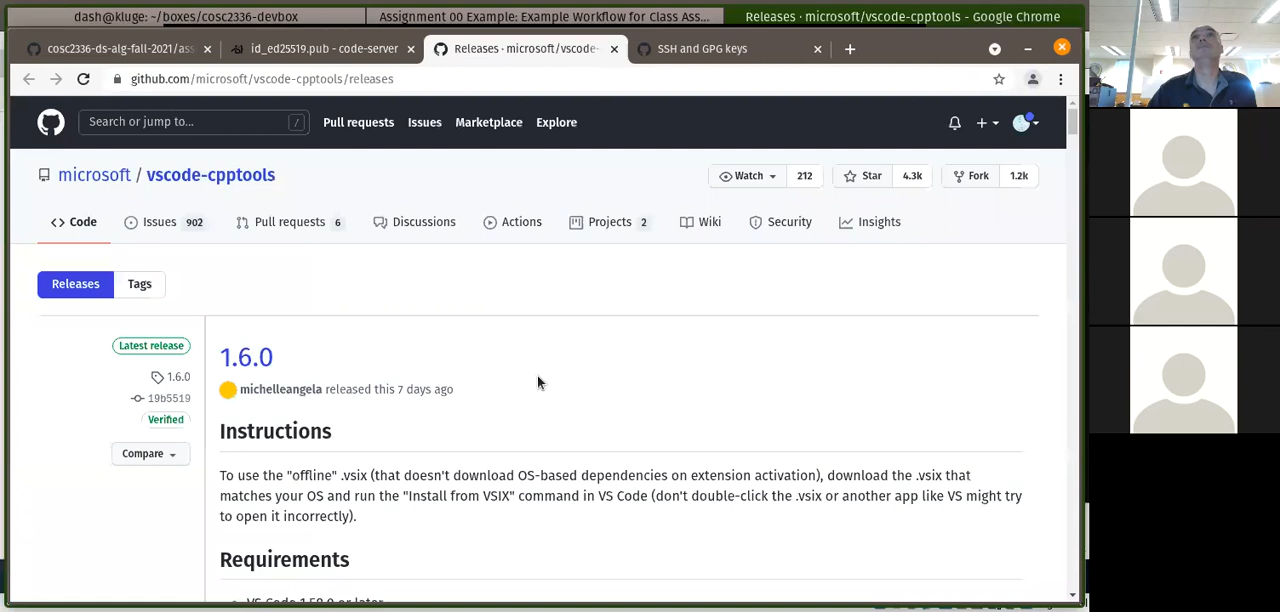 dash@kluge: ~/boxes/cosc2336-devbox
Assignment 00 Example: Example Workflow for Class Ass...
Releases · microsoft/vscode-cpptools - Google Chrome
cosc2336-ds-alg-fall-2021/ass
id_ed25519.pub - code-server
Releases · microsoft/vscode-
SSH and GPG keys
github.com/microsoft/vscode-cpptools/releases
Search or jump to...
/
Pull requests
Issues
Marketplace
Explore
microsoft / vscode-cpptools
Watch
212
Star
4.3k
Fork
1.2k
Code
Issues 902
Pull requests 6
Discussions
Actions
Projects 2
Wiki
Security
Insights
Releases
Tags
Latest release
1.6.0
19b5519
Verified
Compare
1.6.0
michelleangela released this 7 days ago
Instructions
To use the "offline" .vsix (that doesn't download OS-based dependencies on extension activation), download the .vsix that
matches your OS and run the "Install from VSIX" command in VS Code (don't double-click the .vsix or another app like VS might try
to open it incorrectly).
Requirements